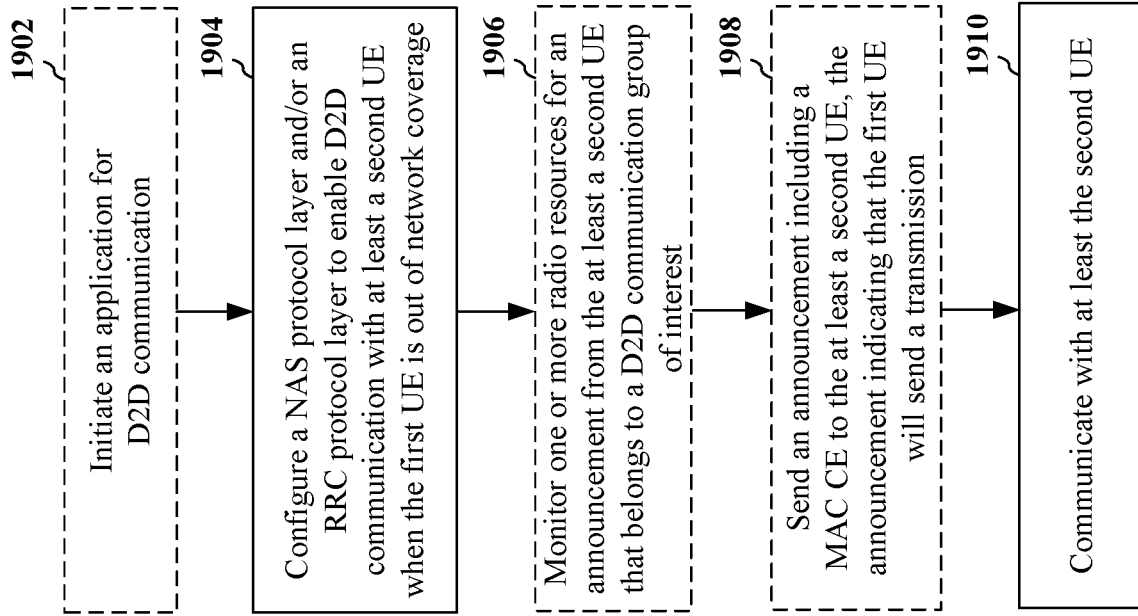 1902
Initiate an application for
D2D communication
1904
Configure a NAS protocol layer and/or an
RRC protocol layer to enable D2D
communication with at least a second UE
when the first UE is out of network coverage
1906
Monitor one or more radio resources for an
announcement from the at least a second UE
that belongs to a D2D communication group
of interest
1908
Send an announcement including a
MAC CE to the at least a second UE, the
announcement indicating that the first UE
will send a transmission
1910
Communicate with at least the second UE